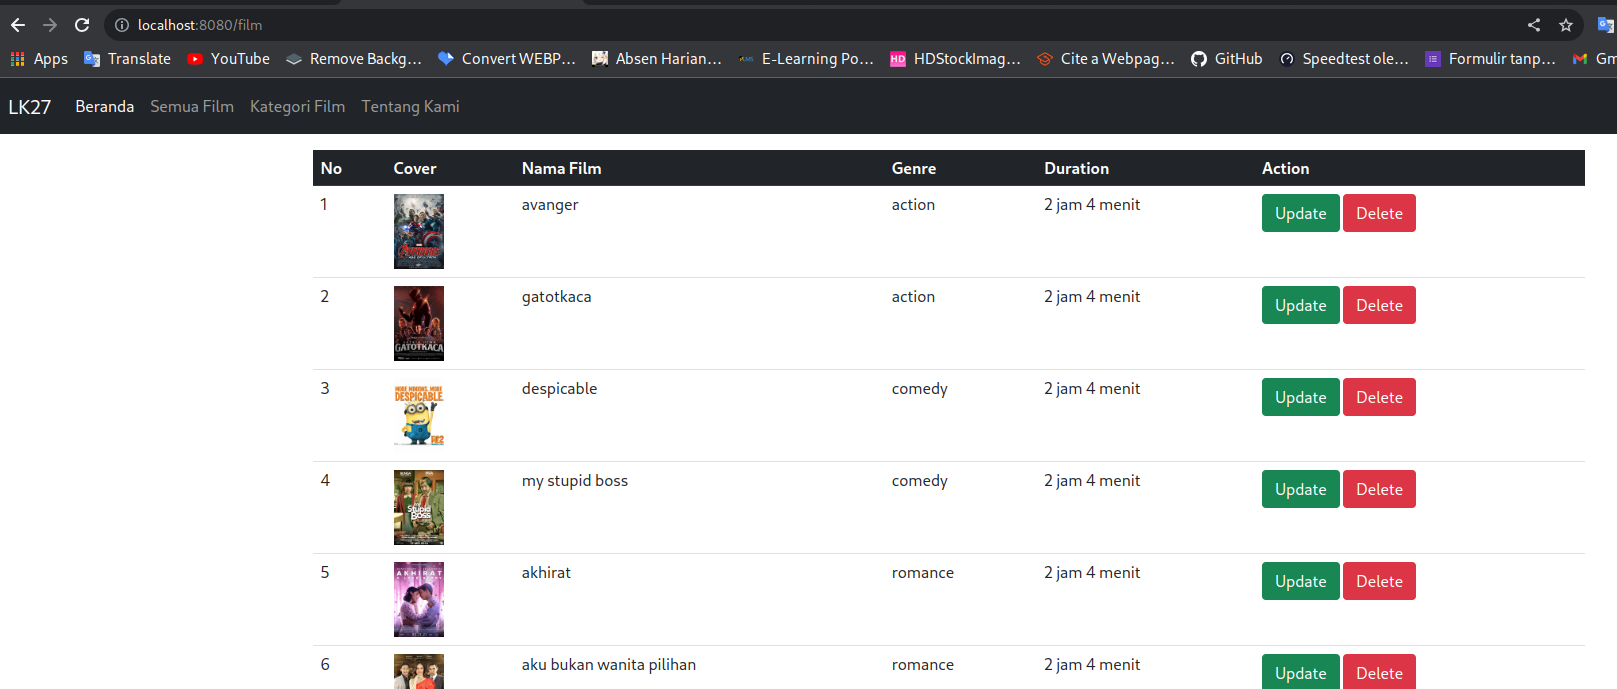 localhost:8080/film
Apps Translate YouTube Remove Backg... Convert WEBP... Absen Harian... E-Learning Po... HD HDStockImag... Cite a Webpag... GitHub Speedtest ole... Formulir tanp... Gm
LK27 Beranda Semua Film Kategori Film Tentang Kami
No Cover Nama Film Genre Duration Action
1 avanger action 2 jam 4 menit Update Delete
2 gatotkaca action 2 jam 4 menit Update Delete
GATOTKACA
3 despicable comedy 2 jam 4 menit Update Delete
MORE MINIONS. MORE
DESPICABLE
4 my stupid boss comedy 2 jam 4 menit Update Delete
Stupid
Boss
5 akhirat romance 2 jam 4 menit Update Delete
AKHIRAT
6 aku bukan wanita pilihan romance 2 jam 4 menit Update Delete